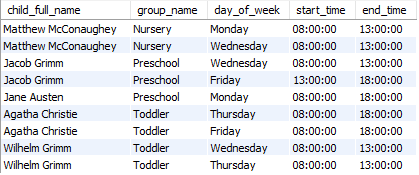 child_full_name group_name day_of_week start_time end_time
Matthew McConaughey Nursery Monday 08:00:00 13:00:00
Matthew McConaughey Nursery Wednesday 08:00:00 13:00:00
Jacob Grimm Preschool Wednesday 08:00:00 13:00:00
Jacob Grimm Preschool Friday 13:00:00 18:00:00
Jane Austen Preschool Monday 08:00:00 18:00:00
Agatha Christie Toddler Thursday 08:00:00 18:00:00
Agatha Christie Toddler Friday 08:00:00 18:00:00
Wilhelm Grimm Toddler Wednesday 08:00:00 13:00:00
Wilhelm Grimm Toddler Thursday 08:00:00 13:00:00